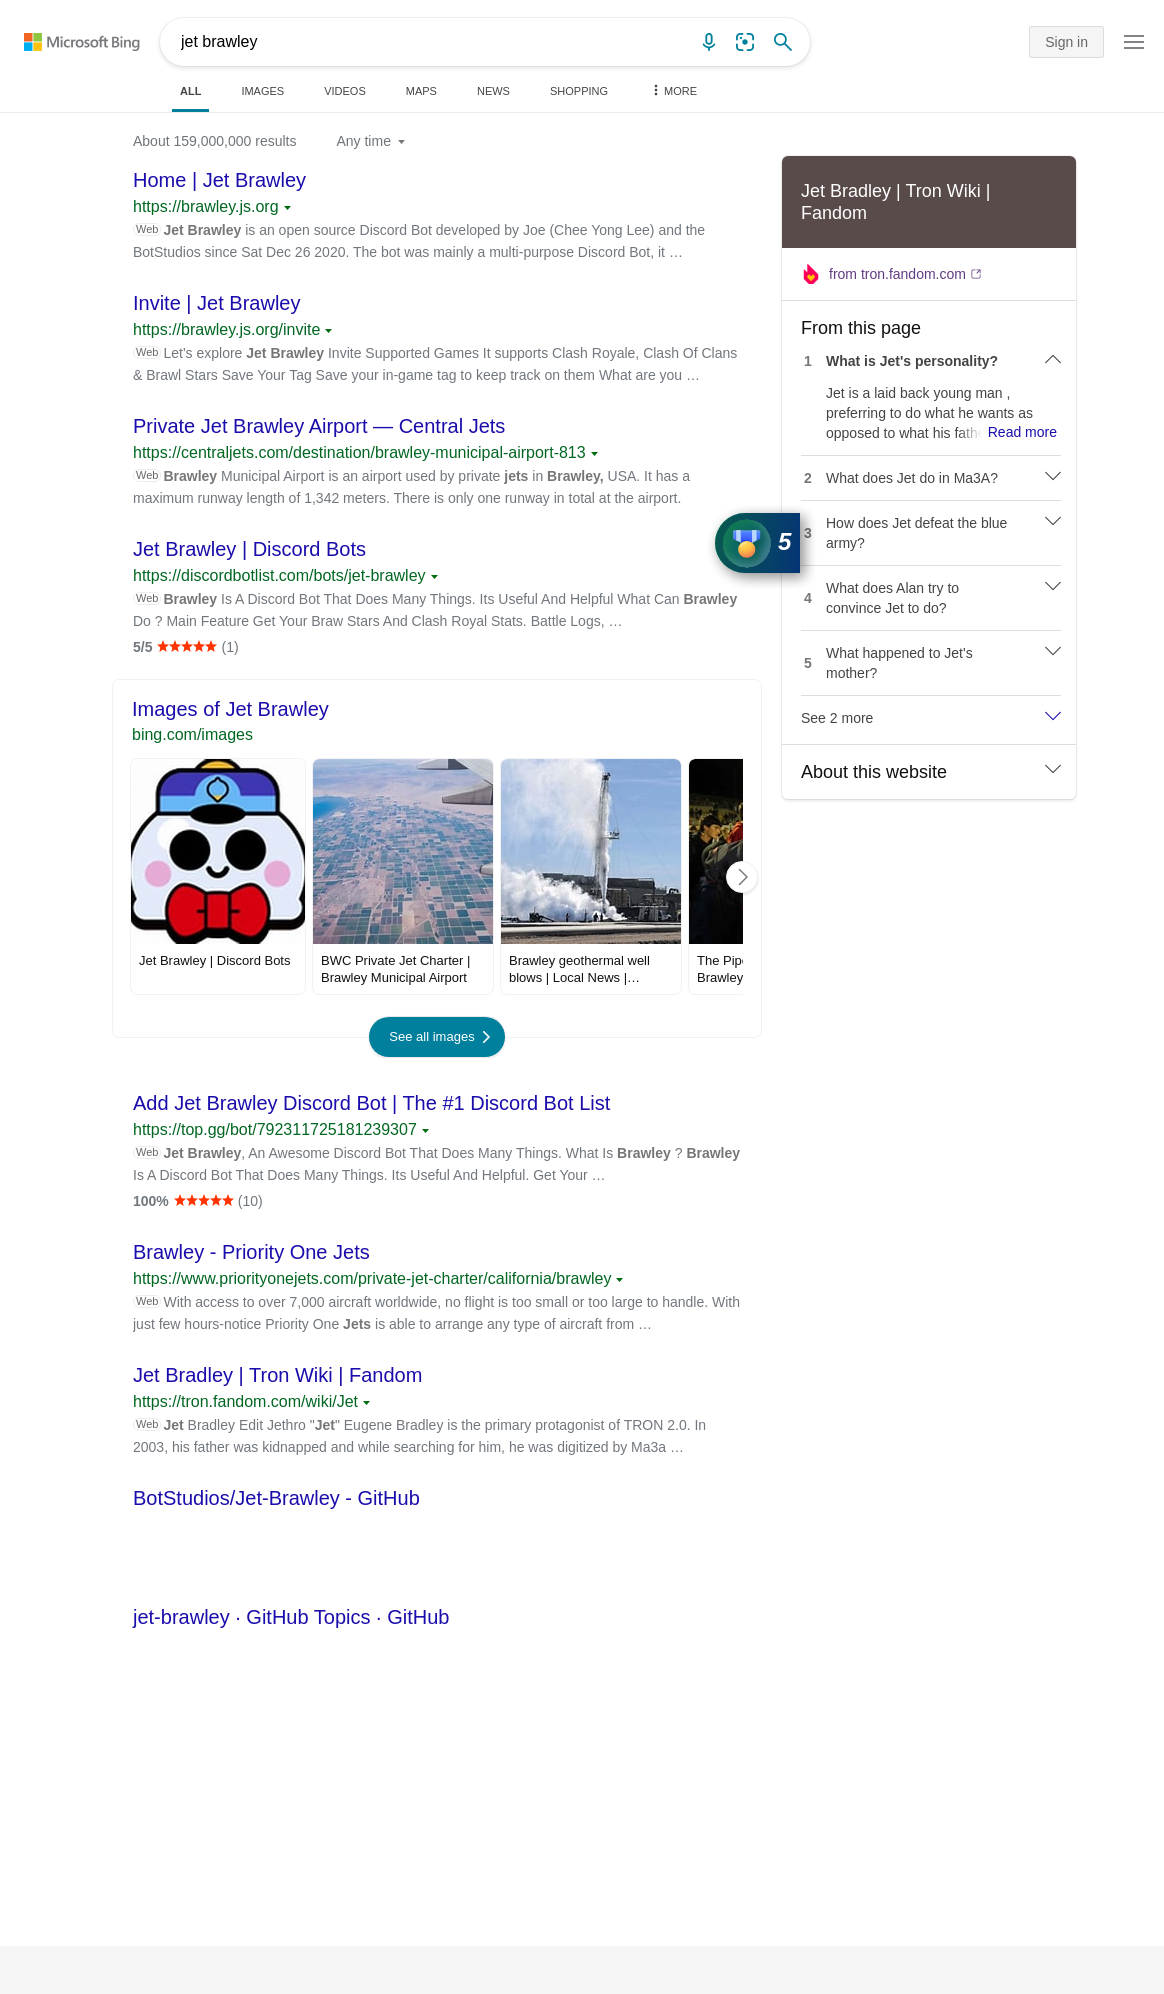 Microsoft Bing
jet brawley
Sign in
ALL
IMAGES
VIDEOS
MAPS
NEWS
SHOPPING
MORE
About 159,000,000 results
Any time
Home | Jet Brawley
https://brawley.js.org
Web Jet Brawley is an open source Discord Bot developed by Joe (Chee Yong Lee) and the
BotStudios since Sat Dec 26 2020. The bot was mainly a multi-purpose Discord Bot, it …
Invite | Jet Brawley
https://brawley.js.org/invite
Web Let's explore Jet Brawley Invite Supported Games It supports Clash Royale, Clash Of Clans
& Brawl Stars Save Your Tag Save your in-game tag to keep track on them What are you …
Private Jet Brawley Airport — Central Jets
https://centraljets.com/destination/brawley-municipal-airport-813
Web Brawley Municipal Airport is an airport used by private jets in Brawley, USA. It has a
maximum runway length of 1,342 meters. There is only one runway in total at the airport.
Jet Brawley | Discord Bots
https://discordbotlist.com/bots/jet-brawley
Web Brawley Is A Discord Bot That Does Many Things. Its Useful And Helpful What Can Brawley
Do ? Main Feature Get Your Braw Stars And Clash Royal Stats. Battle Logs, …
5/5 (1)
Images of Jet Brawley
bing.com/images
Jet Brawley | Discord Bots
BWC Private Jet Charter |
Brawley Municipal Airport
Brawley geothermal well
blows | Local News |…
The Pipe
Brawley
See all images
Add Jet Brawley Discord Bot | The #1 Discord Bot List
https://top.gg/bot/792311725181239307
Web Jet Brawley, An Awesome Discord Bot That Does Many Things. What Is Brawley ? Brawley
Is A Discord Bot That Does Many Things. Its Useful And Helpful. Get Your …
100% (10)
Brawley - Priority One Jets
https://www.priorityonejets.com/private-jet-charter/california/brawley
Web With access to over 7,000 aircraft worldwide, no flight is too small or too large to handle. With
just few hours-notice Priority One Jets is able to arrange any type of aircraft from …
Jet Bradley | Tron Wiki | Fandom
https://tron.fandom.com/wiki/Jet
Web Jet Bradley Edit Jethro "Jet" Eugene Bradley is the primary protagonist of TRON 2.0. In
2003, his father was kidnapped and while searching for him, he was digitized by Ma3a …
BotStudios/Jet-Brawley - GitHub
jet-brawley · GitHub Topics · GitHub
Jet Bradley | Tron Wiki |
Fandom
from tron.fandom.com
From this page
1 What is Jet's personality?
Jet is a laid back young man ,
preferring to do what he wants as
opposed to what his Read more
2 What does Jet do in Ma3A?
5
3 How does Jet defeat the blue
army?
4 What does Alan try to
convince Jet to do?
5 What happened to Jet's
mother?
See 2 more
About this website